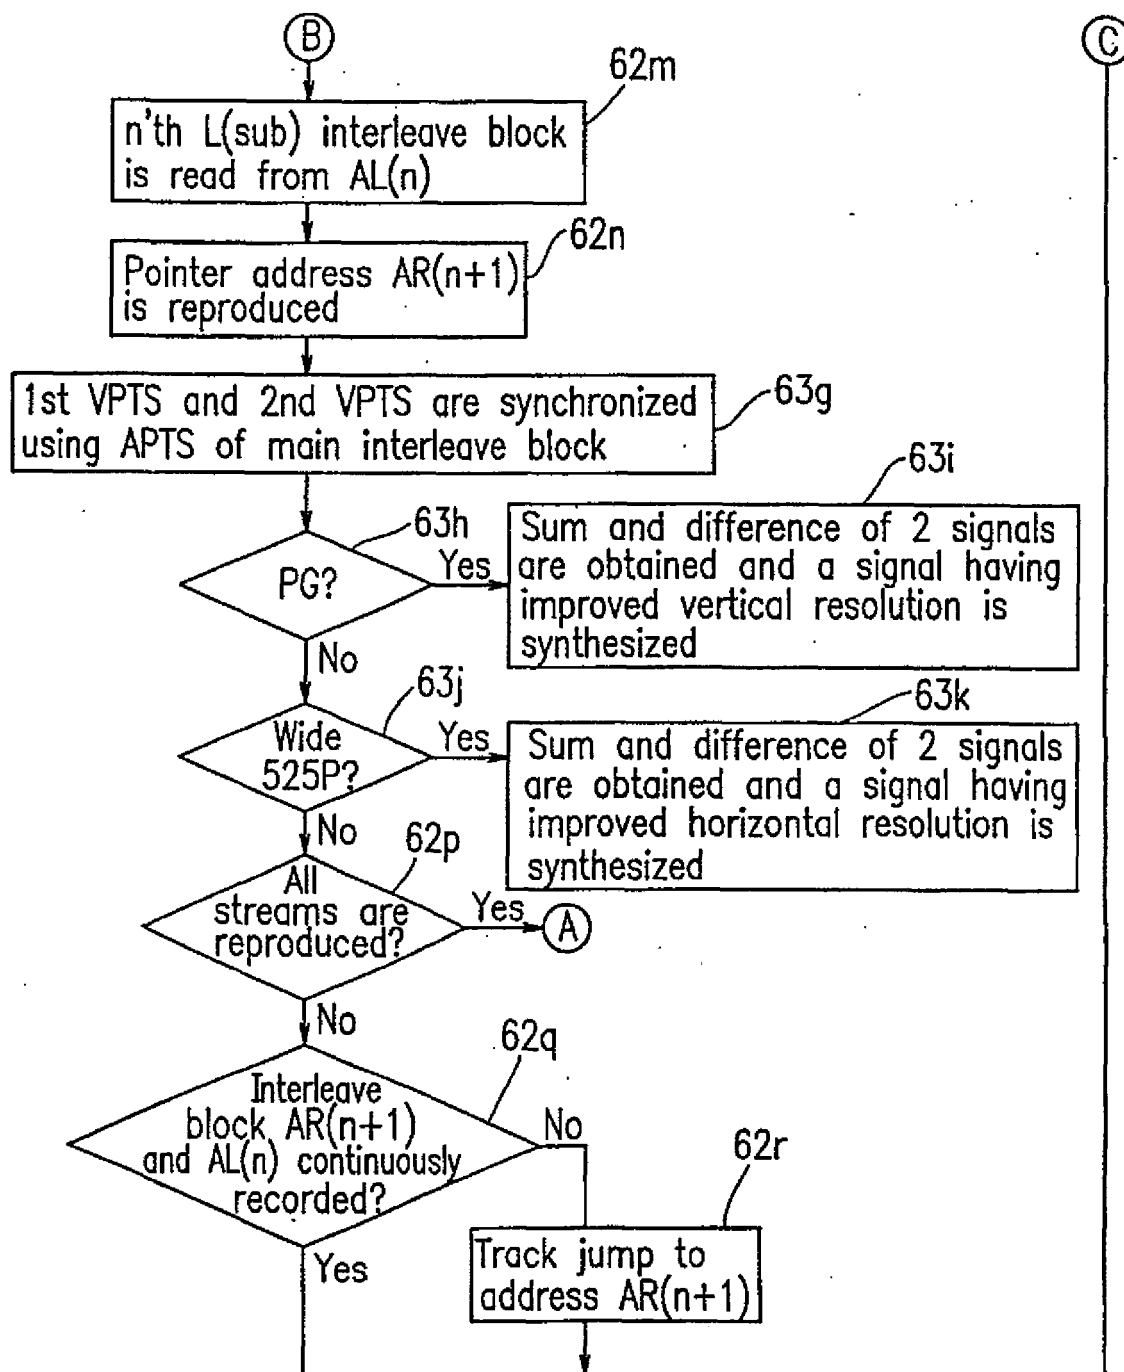 B
C
62m
n'th L(sub) interleave block
is read from AL(n)
62n
Pointer address AR(n+1)
is reproduced
63g
1st VPTS and 2nd VPTS are synchronized
using APTS of main interleave block
63h
PG?
Yes
No
63i
Sum and difference of 2 signals
are obtained and a signal having
improved vertical resolution is
synthesized
63j
Wide
525P?
Yes
No
63k
Sum and difference of 2 signals
are obtained and a signal having
improved horizontal resolution is
synthesized
62p
All
streams are
reproduced?
Yes
A
No
62q
Interleave
block AR(n+1)
and AL(n) continuously
recorded?
No
Yes
62r
Track jump to
address AR(n+1)